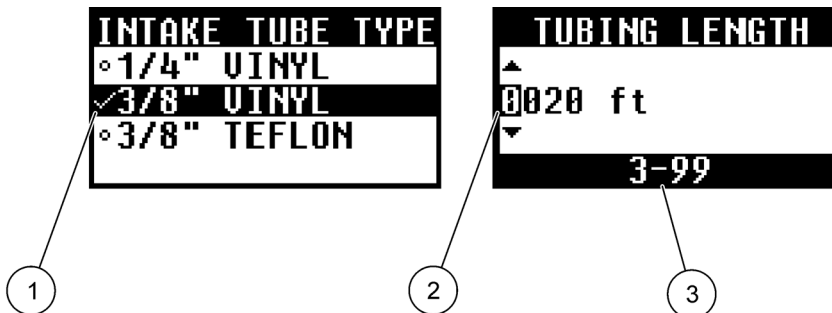 INTAKE TUBE TYPE
1/4" VINYL
✓3/8" VINYL
3/8" TEFLON
TUBING LENGTH
0020 ft
3-99
1
2
3